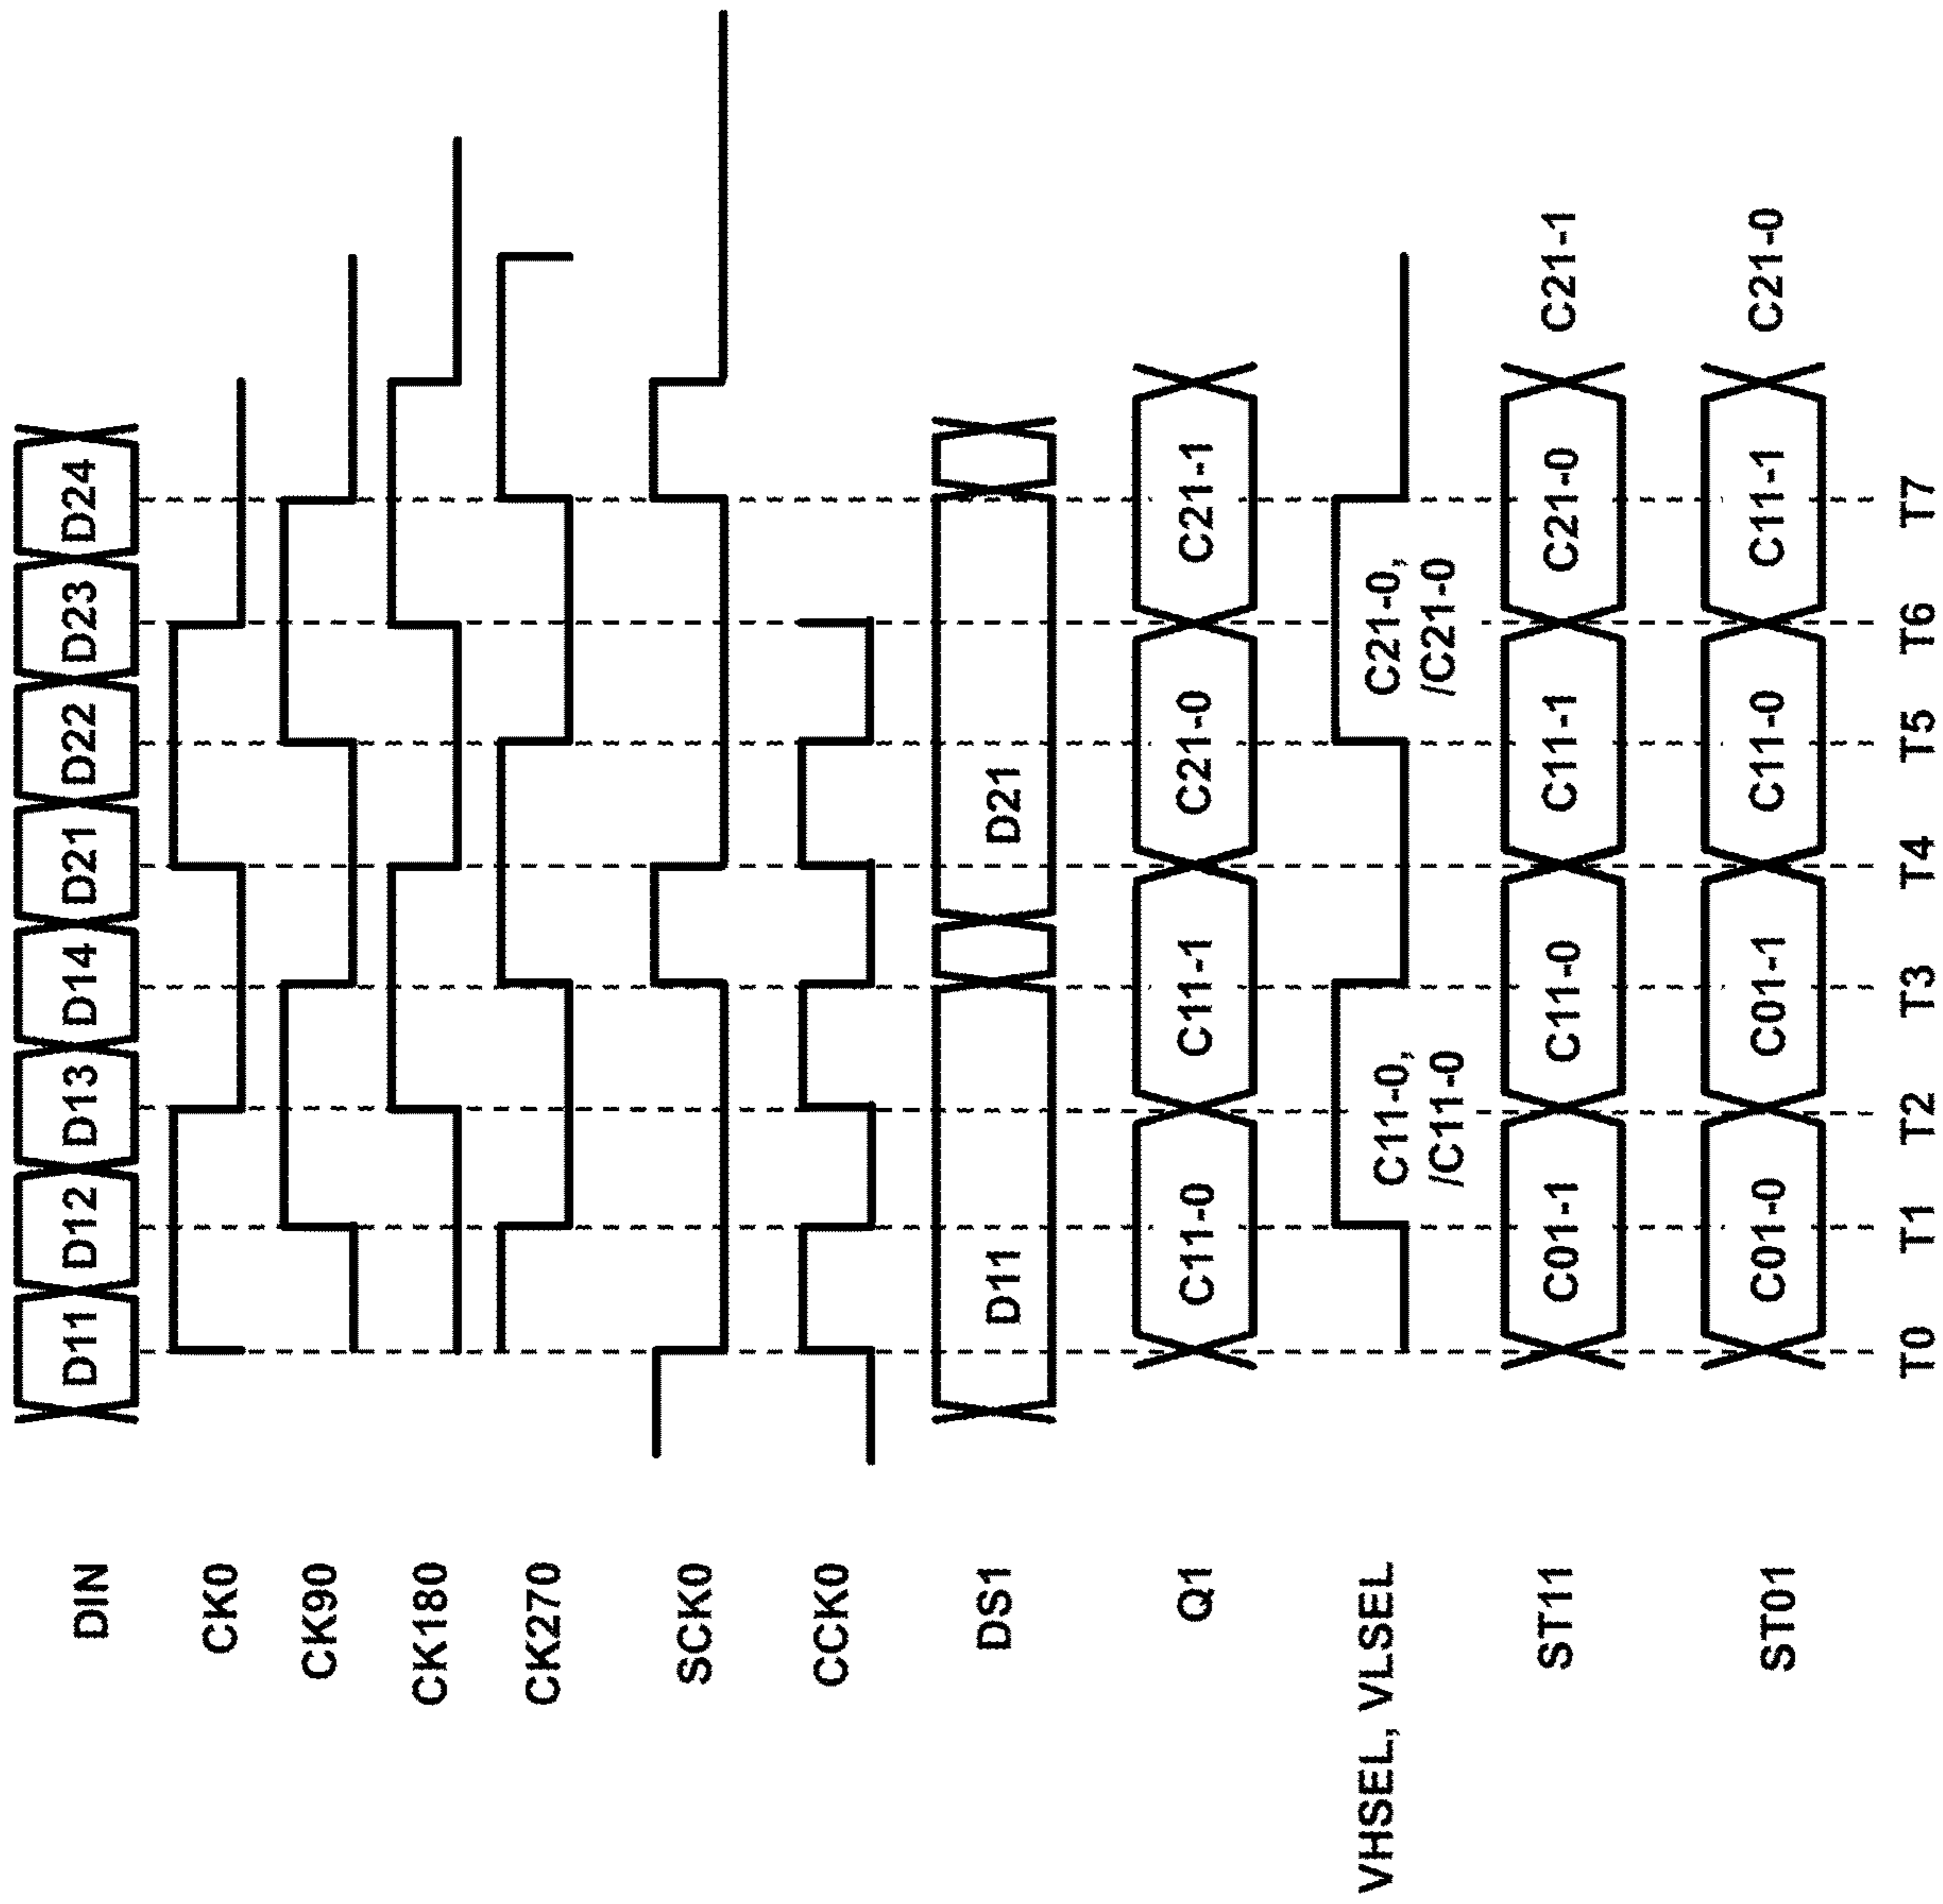 DIN D11 D12 D13 D14 D21 D22 D23 D24
CK0
CK90
CK180
CK270
SCK0
CCK0
DS1 D11 D21
Q1 C11-0 C11-1 C21-0 C21-1
VHSEL, VLSEL C11-0, C21-0,
/C11-0 /C21-0
ST11 C01-1 C11-0 C11-1 C21-0 C21-1
ST01 C01-0 C01-1 C11-0 C11-1 C21-0
T0 T1 T2 T3 T4 T5 T6 T7